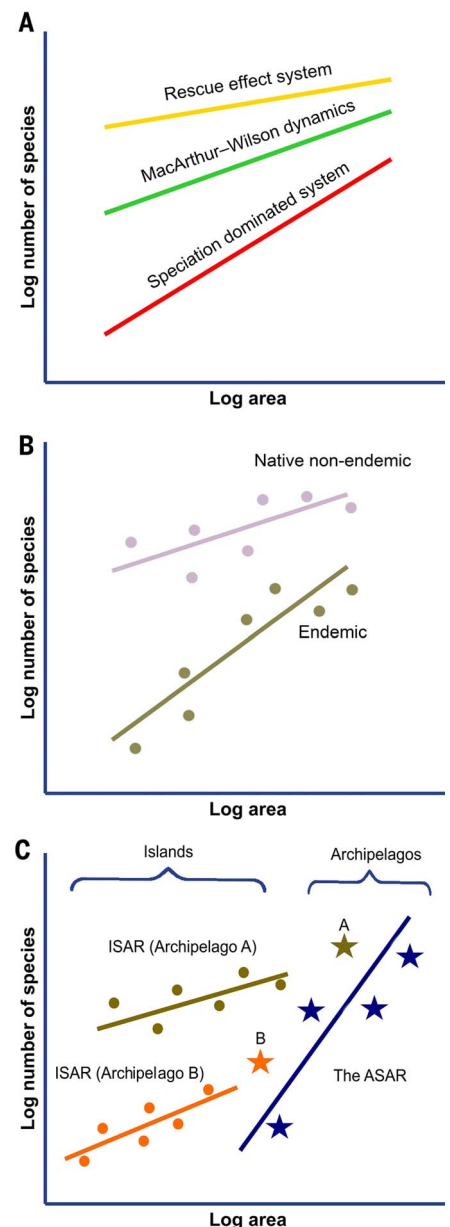 A
Log number of species
Rescue effect system
MacArthur–Wilson dynamics
Speciation dominated system
Log area
B
Log number of species
Native non-endemic
Endemic
Log area
C
Log number of species
Islands
Archipelagos
ISAR (Archipelago A)
A
ISAR (Archipelago B)
B
The ASAR
Log area